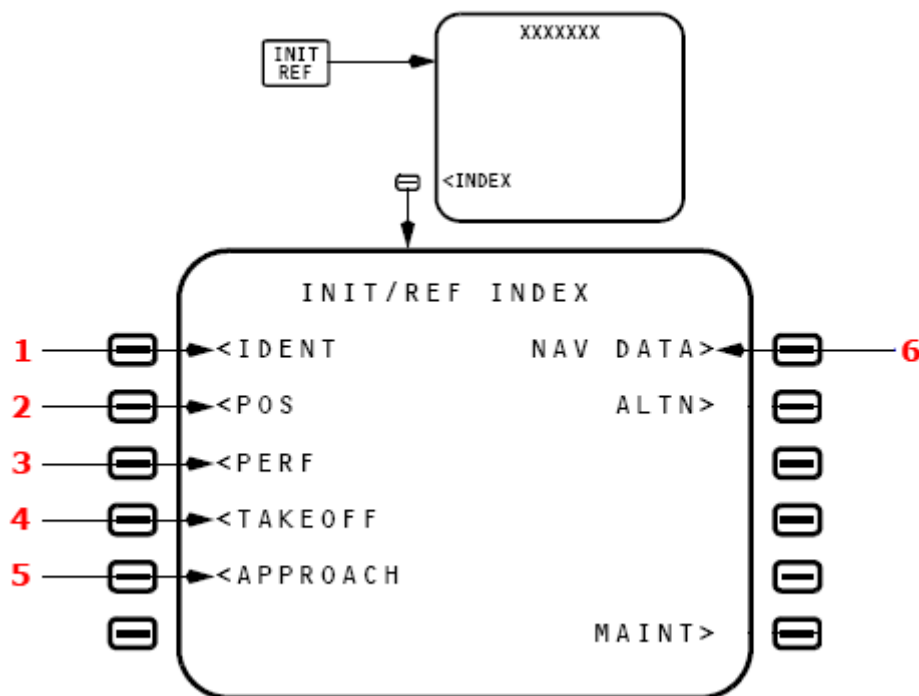 XXXXXXX
INIT
REF
<INDEX
INIT/REF INDEX
1 <IDENT NAV DATA> 6
2 <POS ALTN>
3 <PERF
4 <TAKEOFF
5 <APPROACH
MAINT>